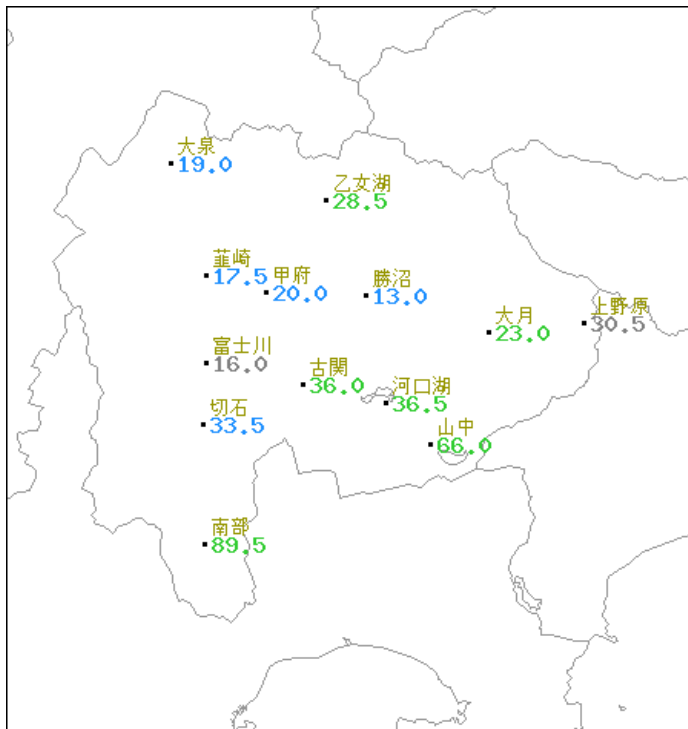 大泉
19.0
乙女湖
28.5
韮崎
17.5
甲府
20.0
勝沼
13.0
大月
23.0
上野原
30.5
富士川
16.0
古関
36.0
河口湖
36.5
切石
33.5
山中
66.0
南部
89.5